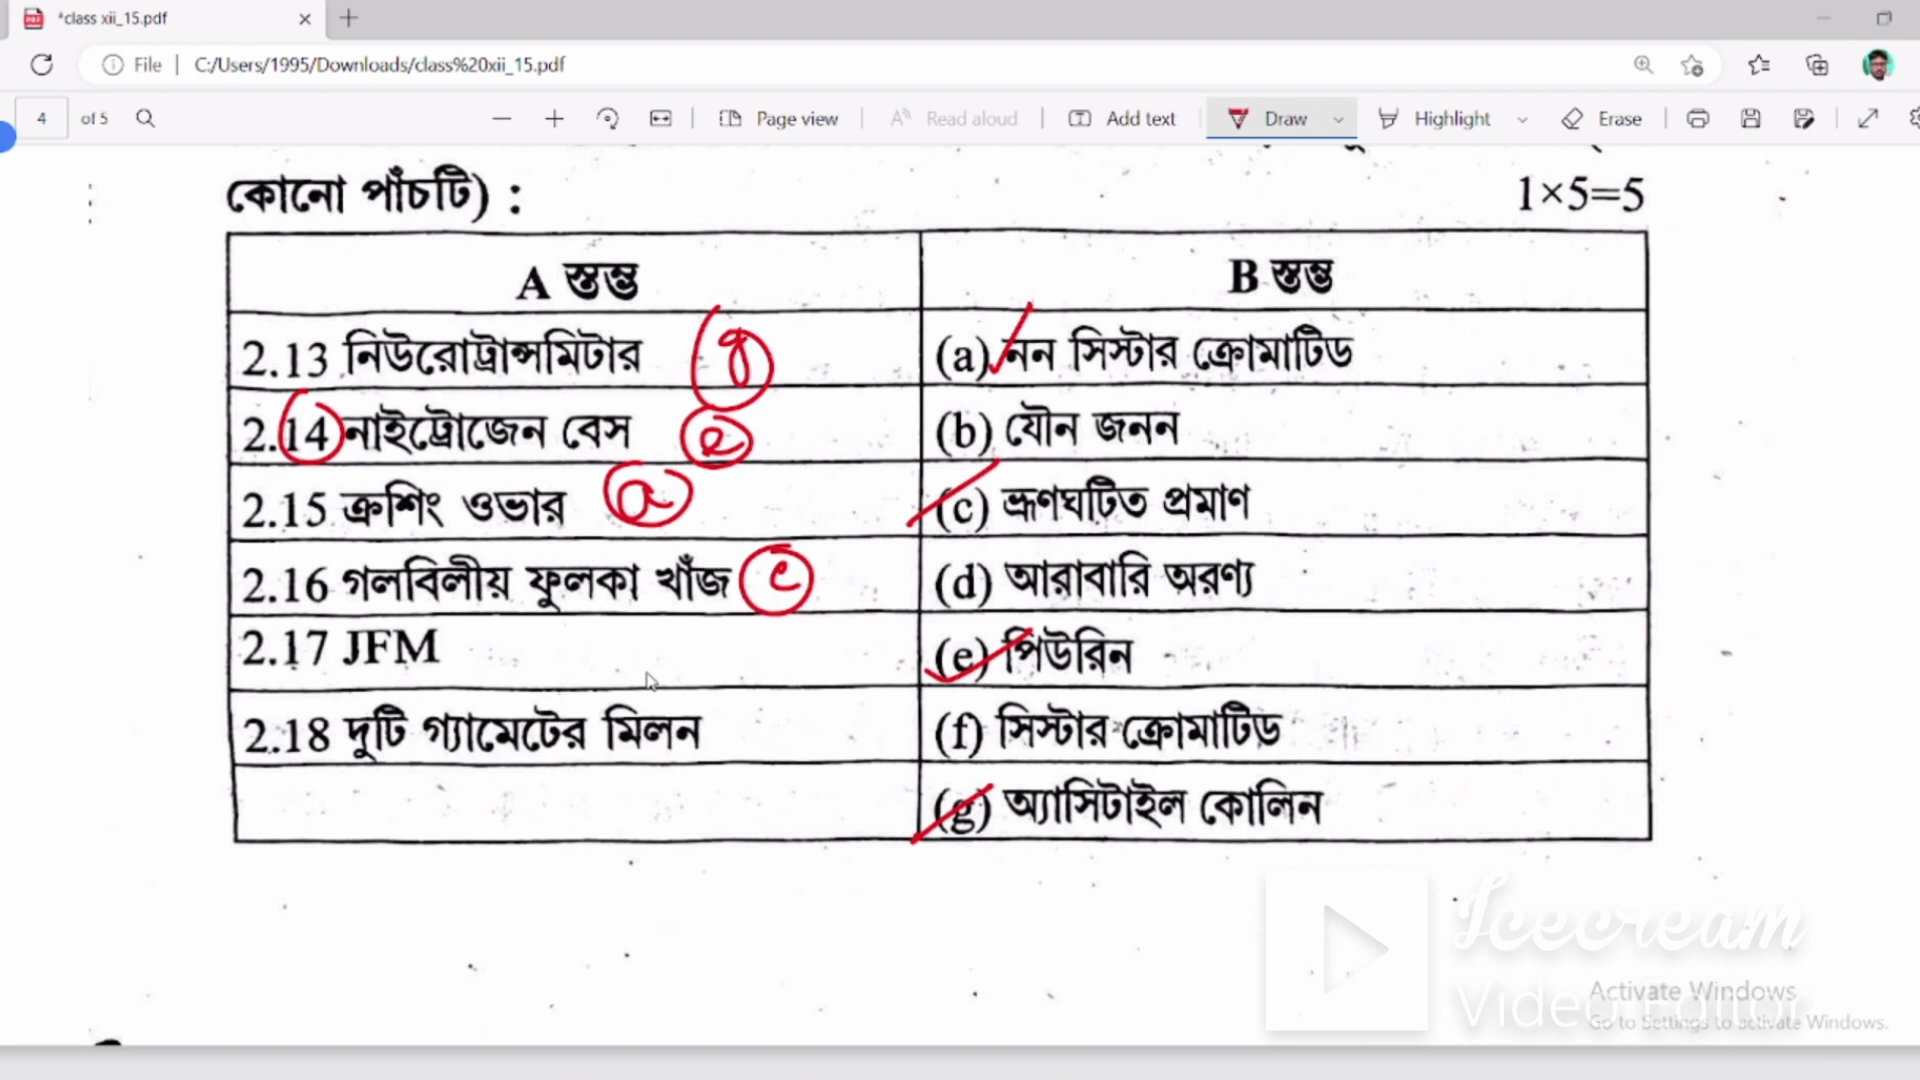 *class xii_15.pdf
File | C:/Users/1995/Downloads/class%20xii_15.pdf
4 of 5 Page view Read aloud Add text Draw Highlight Erase
কোনো পাঁচটি) : 1×5=5
A স্তম্ভ B স্তম্ভ
2.13 নিউরোট্রান্সমিটার g (a) নন সিস্টার ক্রোমাটিড
2.14 নাইট্রোজেন বেস e (b) যৌন জনন
2.15 ক্রশিং ওভার a (c) ভ্রূণঘটিত প্রমাণ
2.16 গলবিলীয় ফুলকা খাঁজ c (d) আরাবারি অরণ্য
2.17 JFM (e) পিউরিন
2.18 দুটি গ্যামেটের মিলন (f) সিস্টার ক্রোমাটিড
(g) অ্যাসিটাইল কোলিন
Icecream
Video Editor
Activate Windows
Go to Settings to activate Windows.